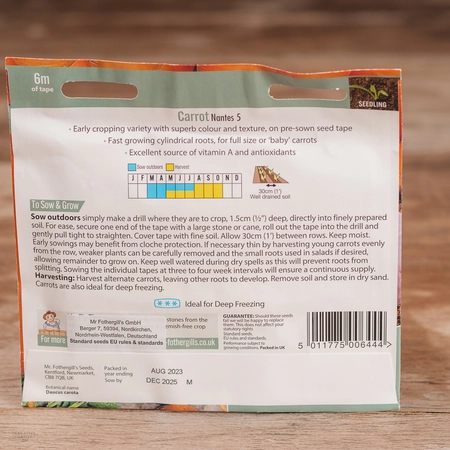 6m
of tape
SEEDLING
Carrot Nantes 5
· Early cropping variety with superb colour and texture, on pre-sown seed tape
· Fast growing cylindrical roots, for full size or 'baby' carrots
· Excellent source of vitamin A and antioxidants
Sow outdoors Harvest
J F M A M J J A S O N D
30cm (1')
Well drained soil
To Sow & Grow
Sow outdoors simply make a drill where they are to crop, 1.5cm (½") deep, directly into finely prepared
soil. For ease, secure one end of the tape with a large stone or cane, roll out the tape into the drill and
gently pull tight to straighten. Cover tape with fine soil. Allow 30cm (1') between rows. Keep moist.
Early sowings may benefit from cloche protection. If necessary thin by harvesting young carrots evenly
from the row, weaker plants can be carefully removed and the small roots used in salads if desired,
allowing remainder to grow on. Keep well watered during dry spells as this will prevent roots from
splitting. Sowing the individual tapes at three to four week intervals will ensure a continuous supply.
Harvesting: Harvest alternate carrots, leaving other roots to develop. Remove soil and store in dry sand.
Carrots are also ideal for deep freezing.
Ideal for Deep Freezing
Mr Fothergill's GmbH
Berger 7, 59394, Nordkirchen,
Nordrhein-Westfalen, Deutschland
Standard seeds EU rules & standards
For more
stones from the
mish-free crop
fothergills.co.uk
GUARANTEE: Should these seeds
fail we will be happy to replace
them. This does not affect your
statutory rights
Standard seeds.
EU rules and standards.
Performance subject to
growing conditions. Packed in UK
5 011775 006444
Mr. Fothergill's Seeds,
Kentford, Newmarket,
CB8 7QB, UK
Packed in
year ending
Sow by
AUG 2023
DEC 2025 M
Botanical name
Daucus carota